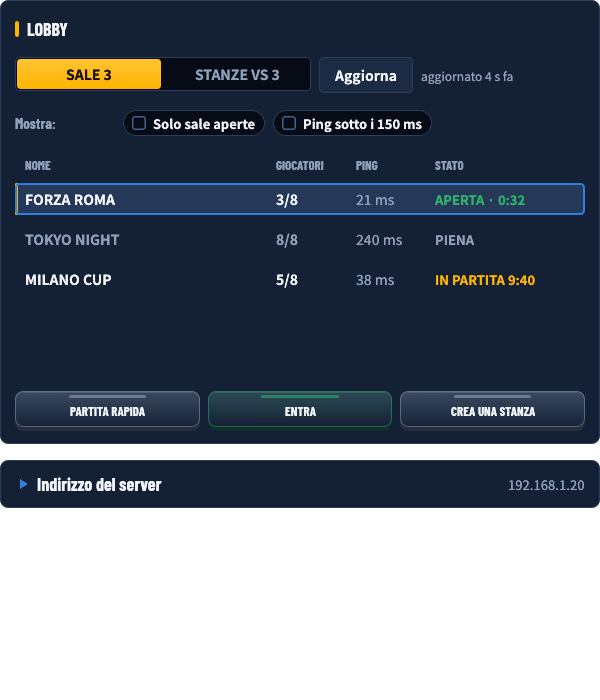 LOBBY
SALE 3 STANZE VS 3 Aggiorna aggiornato 4 s fa
Mostra: Solo sale aperte Ping sotto i 150 ms
NOME GIOCATORI PING STATO
FORZA ROMA 3/8 21 ms APERTA · 0:32
TOKYO NIGHT 8/8 240 ms PIENA
MILANO CUP 5/8 38 ms IN PARTITA 9:40
PARTITA RAPIDA ENTRA CREA UNA STANZA
Indirizzo del server 192.168.1.20